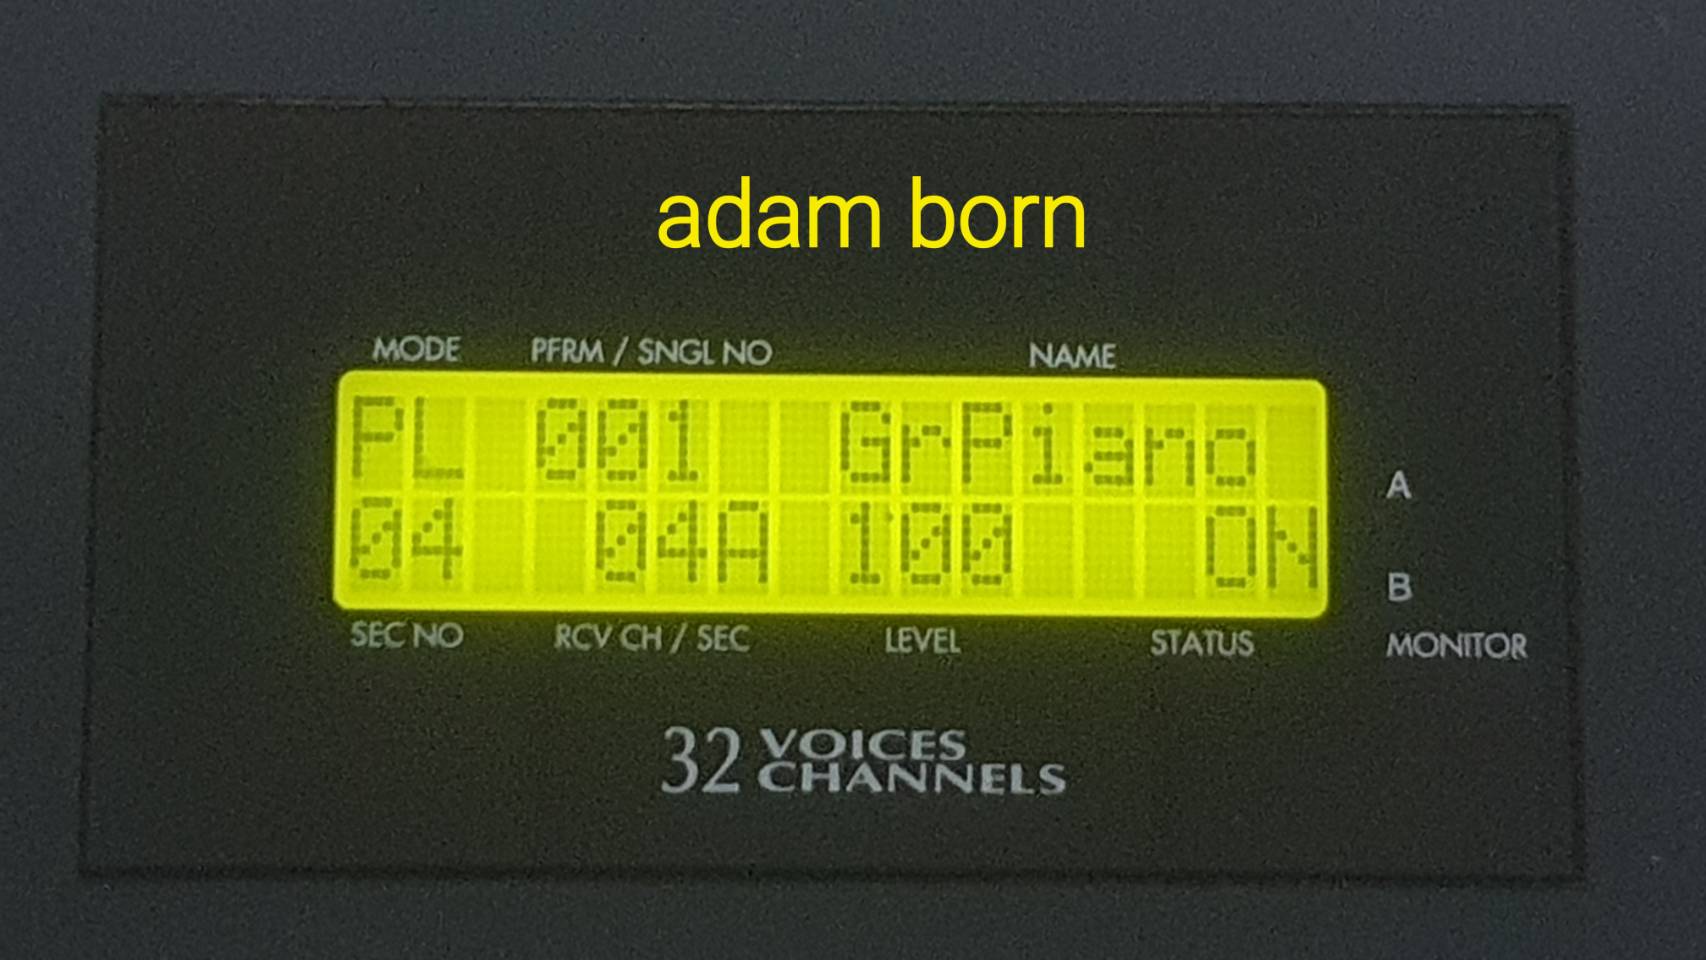 adam born
MODE PFRM / SNGL NO NAME
PL 001 GrPiano
A
04 04A 100 ON
B
SEC NO RCV CH / SEC LEVEL STATUS MONITOR
32 VOICES
CHANNELS